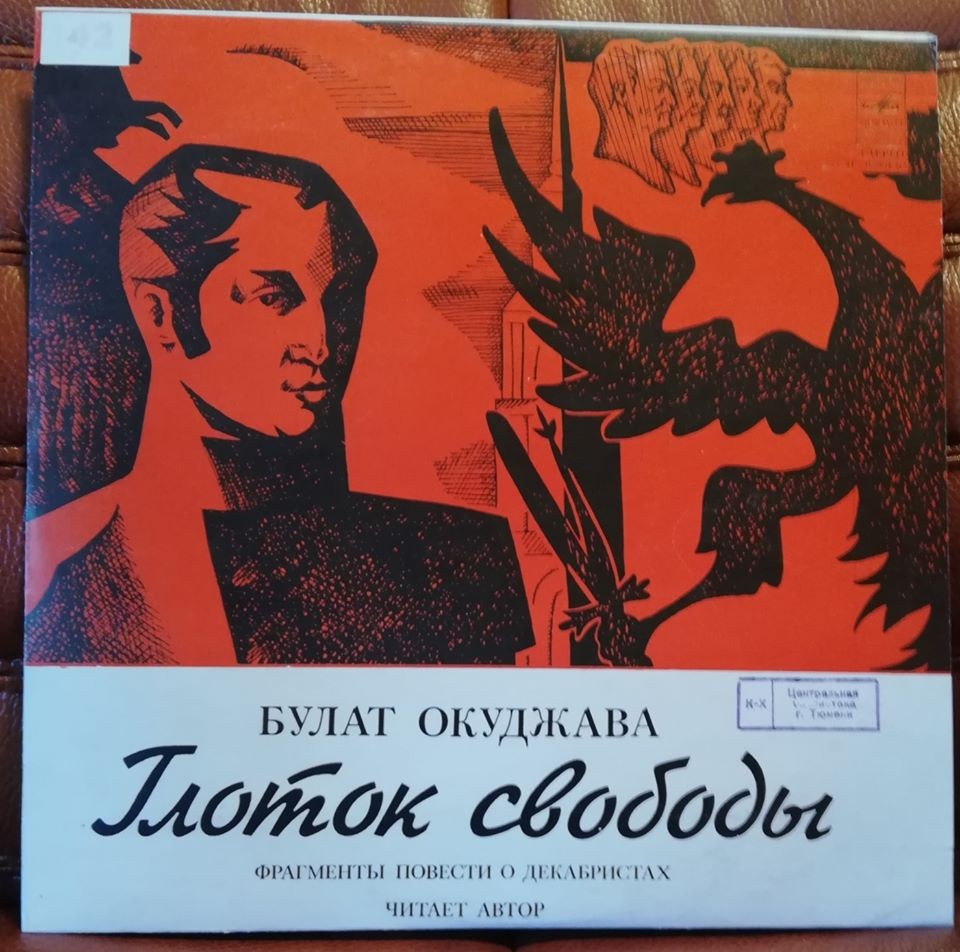 42
БУЛАТ ОКУДЖАВА
Глоток свободы
ФРАГМЕНТЫ ПОВЕСТИ О ДЕКАБРИСТАХ
ЧИТАЕТ АВТОР
Центральная
г. Тюмени